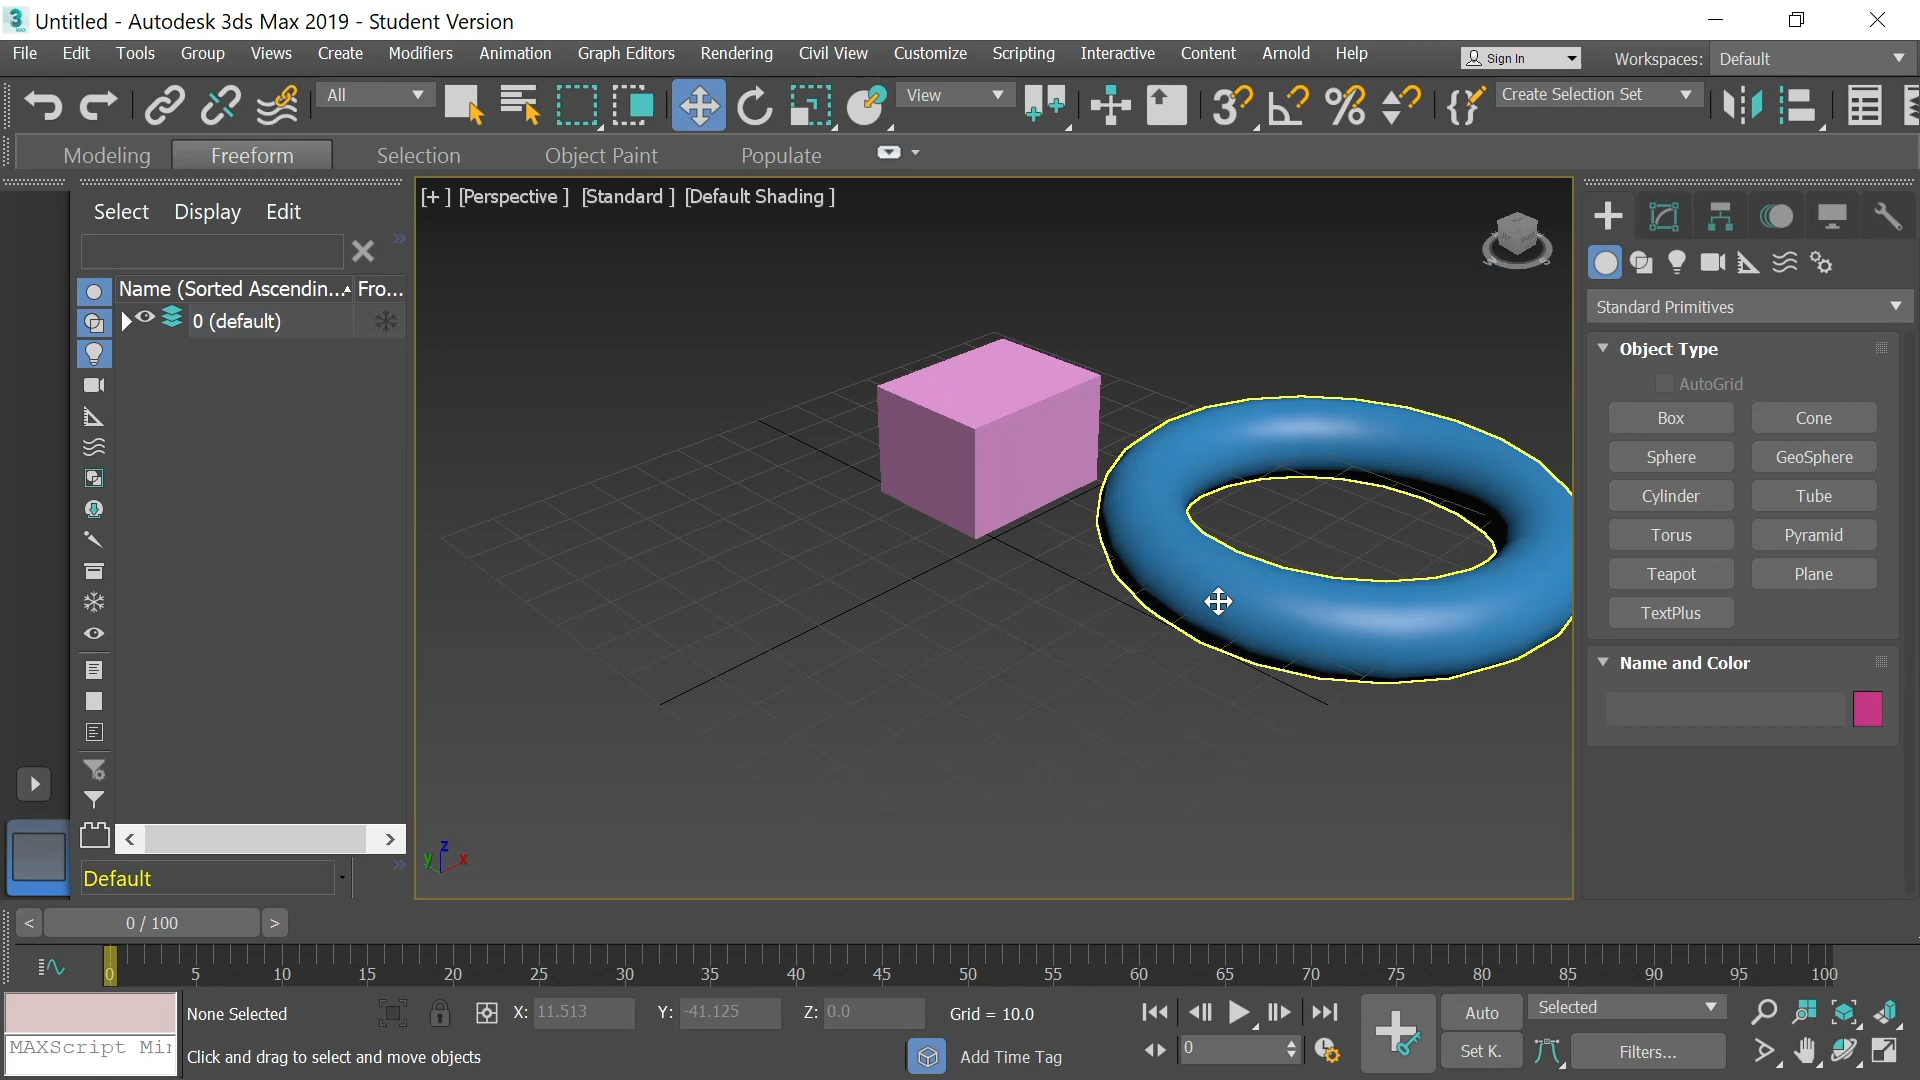 Untitled - Autodesk 3ds Max 2019 - Student Version
File Edit Tools Group Views Create Modifiers Animation Graph Editors Rendering Civil View Customize Scripting Interactive Content Arnold Help Sign In Workspaces: Default
All View Create Selection Set
Modeling Freeform Selection Object Paint Populate
Select Display Edit
[+ ] [Perspective ] [Standard ] [Default Shading ]
Name (Sorted Ascendin... Fro...
0 (default)
Standard Primitives
Object Type
AutoGrid
Box Cone
Sphere GeoSphere
Cylinder Tube
Torus Pyramid
Teapot Plane
TextPlus
Name and Color
z
y x
Default
< 0 / 100 >
0 5 10 15 20 25 30 35 40 45 50 55 60 65 70 75 80 85 90 95 100
None Selected X: 11.513 Y: -41.125 Z: 0.0 Grid = 10.0 Auto Selected
MAXScript Mi
Click and drag to select and move objects Add Time Tag 0 Set K. Filters...